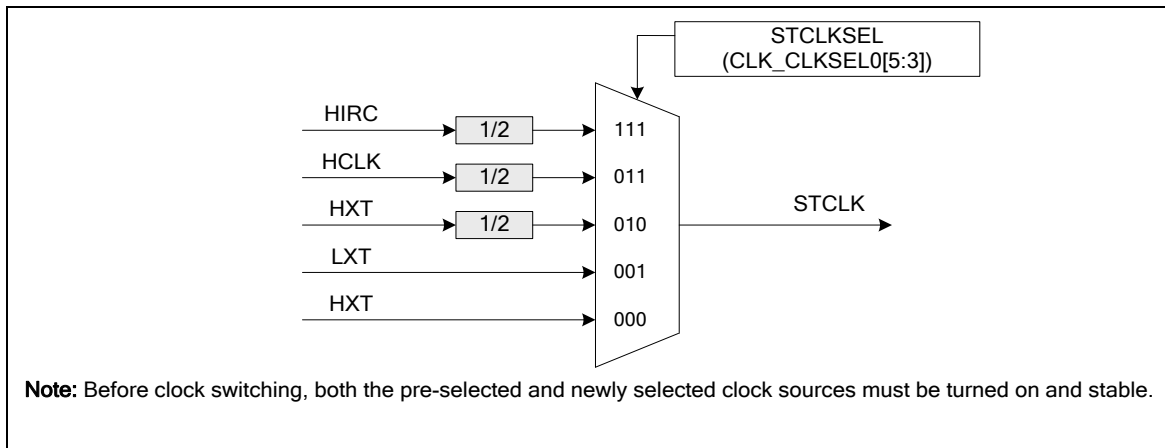 STCLKSEL
(CLK_CLKSEL0[5:3])
HIRC
1/2
111
HCLK
1/2
011
HXT
1/2
010
STCLK
LXT
001
HXT
000
Note: Before clock switching, both the pre-selected and newly selected clock sources must be turned on and stable.